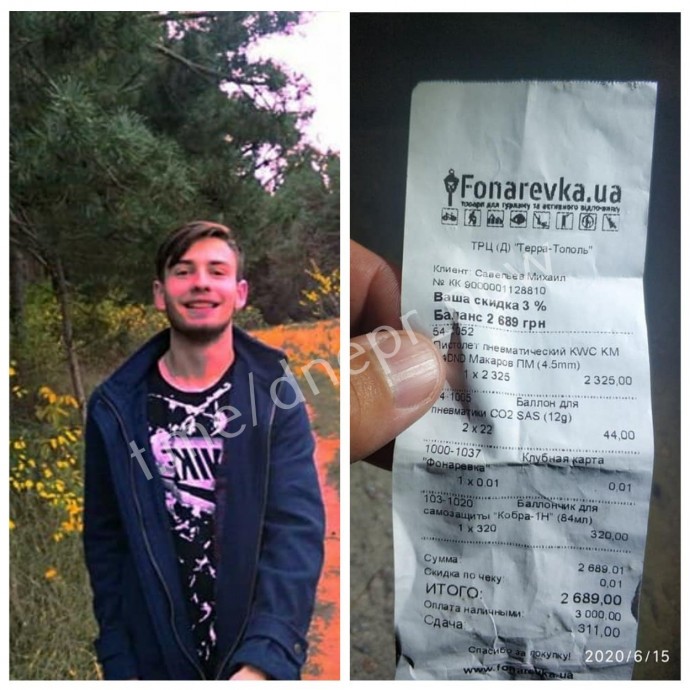 NIK
t.me/dnepr
Fonarevka.ua
товари для туризму та активного відпочинку
ТРЦ (Д) "Терра-Тополь"
Клиент: Савельев Михаил
№ КК 9000001128810
Ваша скидка 3 %
Баланс 2 689 грн
Пистолет пневматический KWC KM
Макаров ПМ (4.5mm)
1 x 2 325 2 325,00
Баллон для
пневматики CO2 SAS (12g)
2 x 22 44,00
1000-1037 Клубная карта
"Фонаревка"
1 x 0.01 0,01
103-1020 Баллончик для
самозащиты "Кобра-1Н" (84мл)
1 x 320 320,00
Сумма 2 689,01
Скидка по чеку: 0,01
ИТОГО: 2 689,00
Оплата наличными: 3 000,00
Сдача: 311,00
Спасибо за покупку!
www.fonarevka.ua
2020/6/15